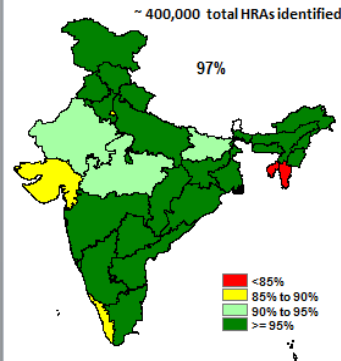 ~ 400,000 total HRAs identified
97%
<85%
85% to 90%
90% to 95%
>= 95%